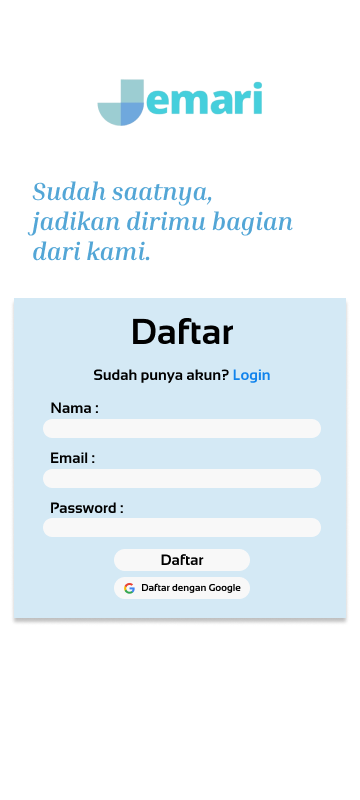 Jemari
Sudah saatnya,
jadikan dirimu bagian
dari kami.
Daftar
Sudah punya akun? Login
Nama :
Email :
Password :
Daftar
Daftar dengan Google